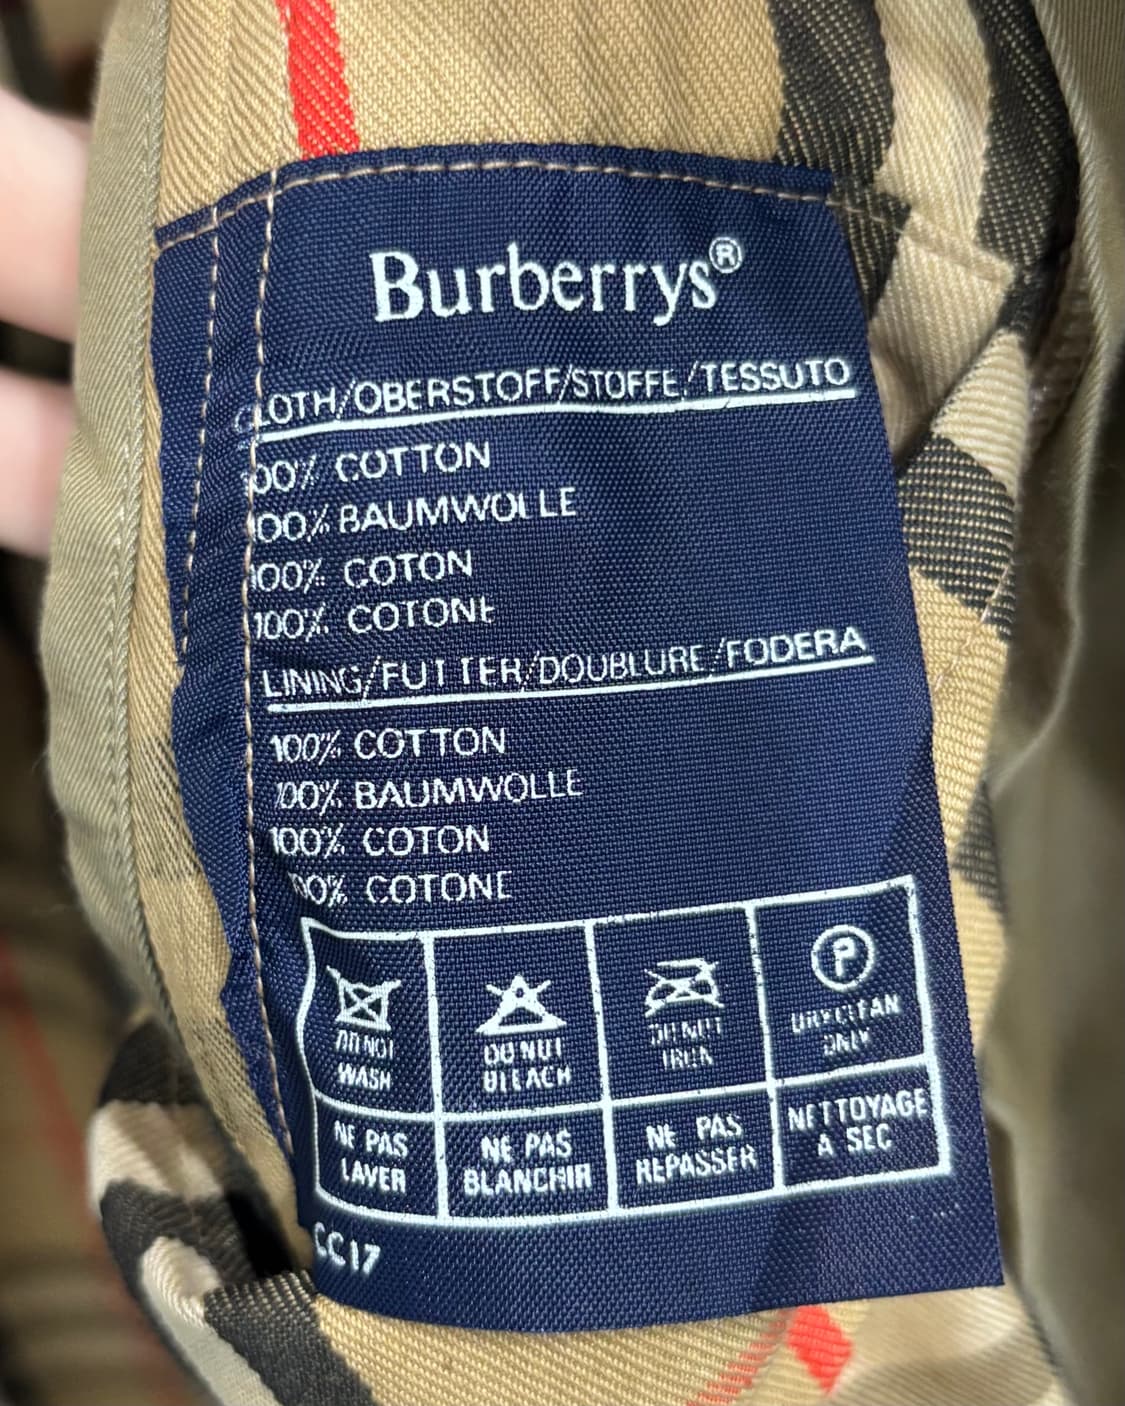 Burberrys®
CLOTH/OBERSTOFF/STOFFE/TESSUTO
100% COTTON
100% BAUMWOLLE
100% COTON
100% COTONE
LINING/FUTTER/DOUBLURE/FODERA
100% COTTON
100% BAUMWOLLE
100% COTON
100% COTONE
P
DO NOT
WASH
DO NOT
BLEACH
DO NOT
IRON
DRYCLEAN
ONLY
NE PAS
LAVER
NE PAS
BLANCHIR
NE PAS
REPASSER
NETTOYAGE
A SEC
CC17